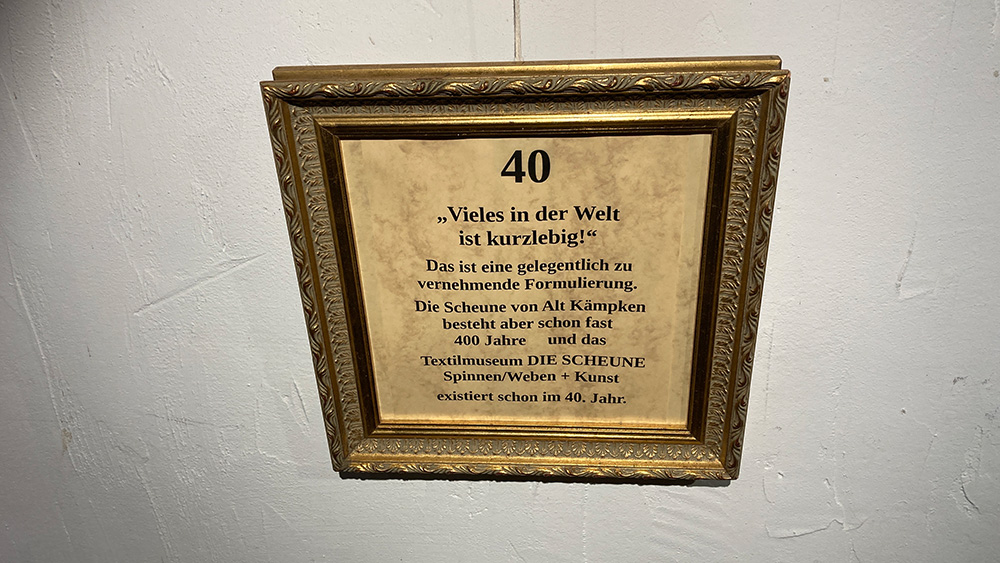 40
„Vieles in der Welt
ist kurzlebig!“
Das ist eine gelegentlich zu
vernehmende Formulierung.
Die Scheune von Alt Kämpken
besteht aber schon fast
400 Jahre und das
Textilmuseum DIE SCHEUNE
Spinnen/Weben + Kunst
existiert schon im 40. Jahr.